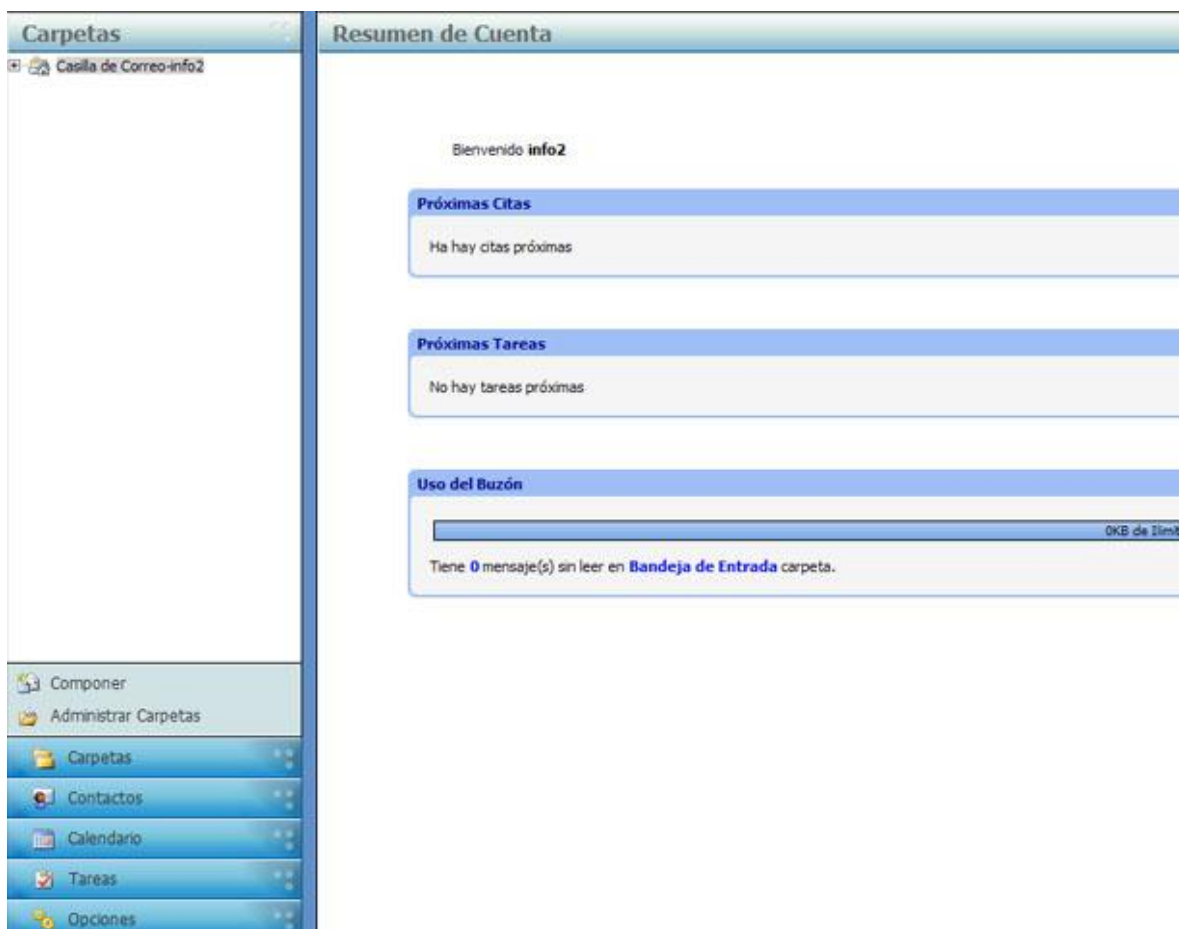 Carpetas
Casilla de Correo-info2
Componer
Administrar Carpetas
Carpetas
Contactos
Calendario
Tareas
Opciones
Resumen de Cuenta
Bienvenido info2
Próximas Citas
Ha hay citas próximas
Próximas Tareas
No hay tareas próximas
Uso del Buzón
0KB de Ilimit
Tiene 0 mensaje(s) sin leer en Bandeja de Entrada carpeta.